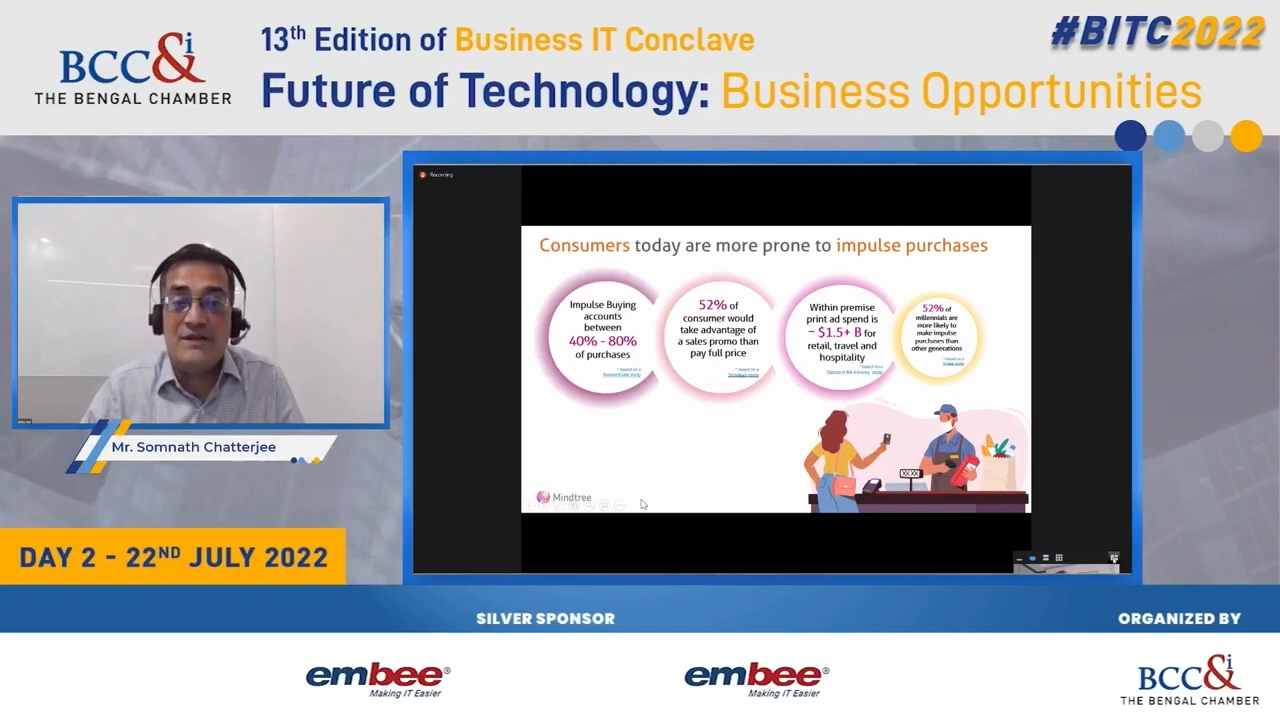 BCC&i
THE BENGAL CHAMBER
13th Edition of Business IT Conclave
Future of Technology: Business Opportunities
#BITC2022
Recording
Consumers today are more prone to impulse purchases
Impulse Buying
accounts
between
40% - 80%
of purchases
52% of
consumer would
take advantage of
a sales promo than
pay full price
Within premise
print ad spend is
~ $1.5+ B for
retail, travel and
hospitality
52% of
millennials are
more likely to
make impulse
purchases than
other generations
XX.XX
Mindtree
Mr. Somnath Chatterjee
DAY 2 - 22ND JULY 2022
SILVER SPONSOR
ORGANIZED BY
embee®
Making IT Easier
embee®
Making IT Easier
BCC&i
THE BENGAL CHAMBER